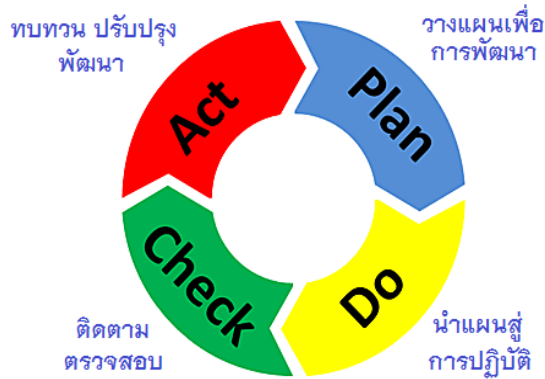 ทบทวน ปรับปรุง
พัฒนา
วางแผนเพื่อ
การพัฒนา
Act
Plan
Check
Do
ติดตาม
ตรวจสอบ
นำแผนสู่
การปฏิบัติ